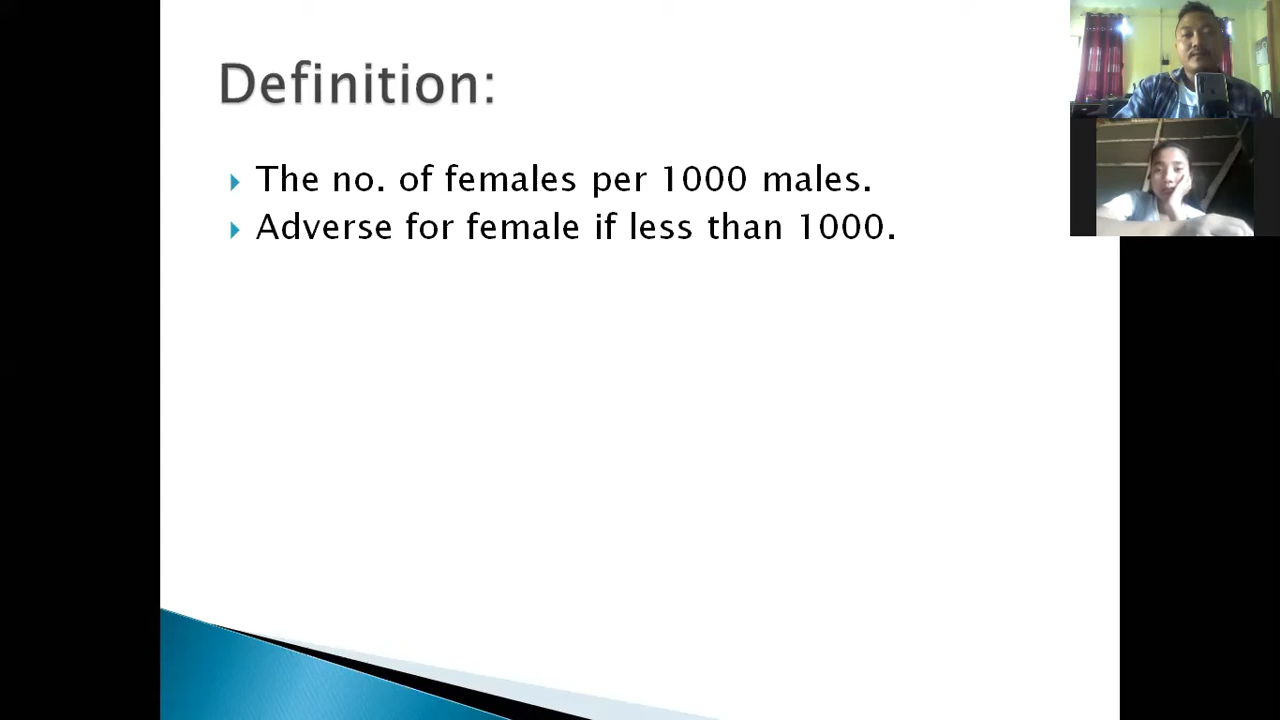 Definition:
The no. of females per 1000 males.
Adverse for female if less than 1000.